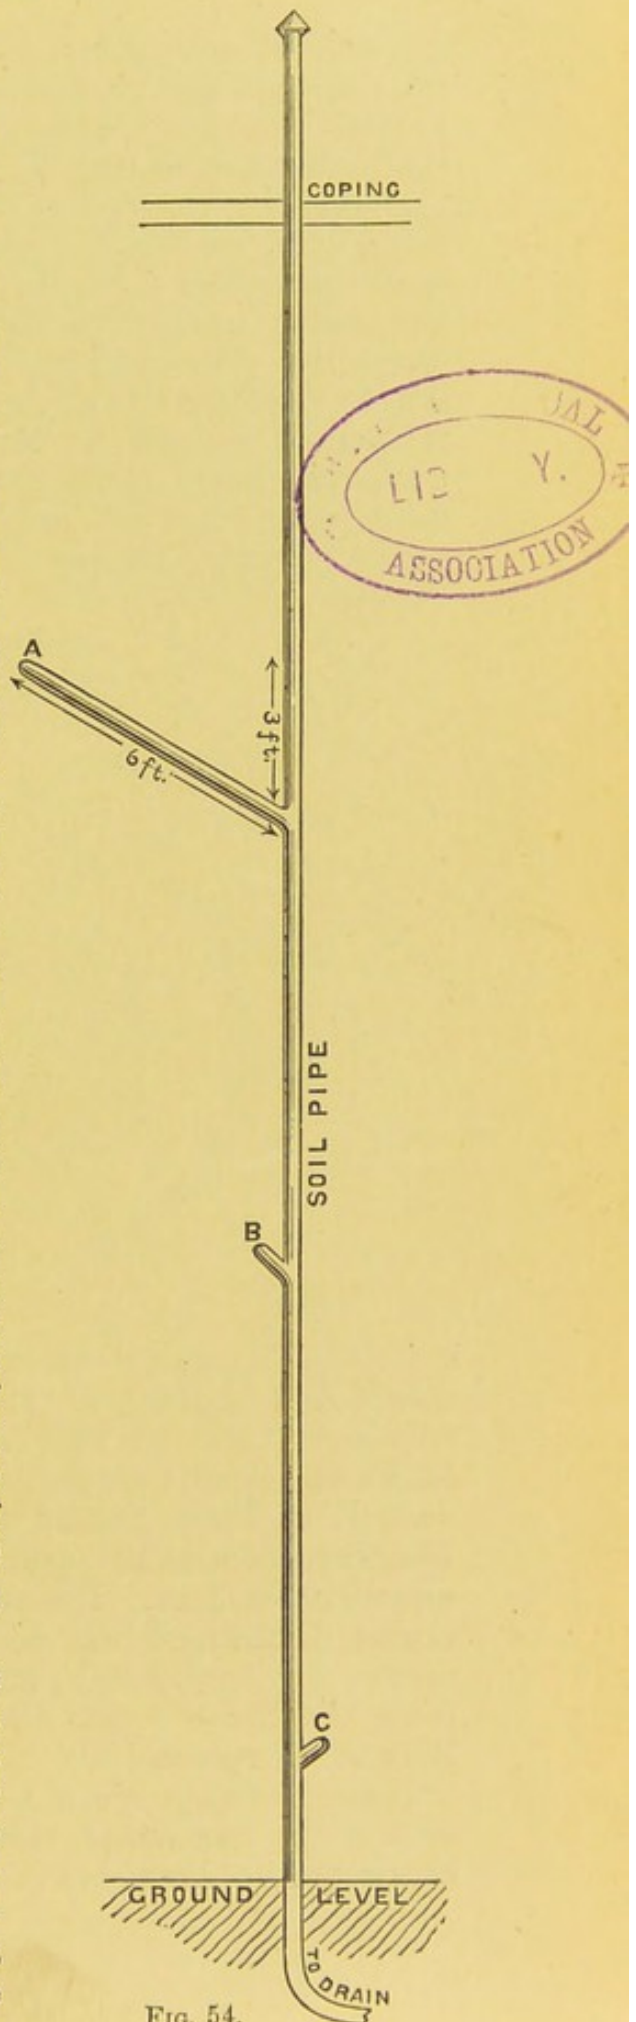 COPING
ASSOCIATION
A
3 ft.
6 ft.
SOIL PIPE
B
C
GROUND LEVEL
TO DRAIN
FIG. 54.